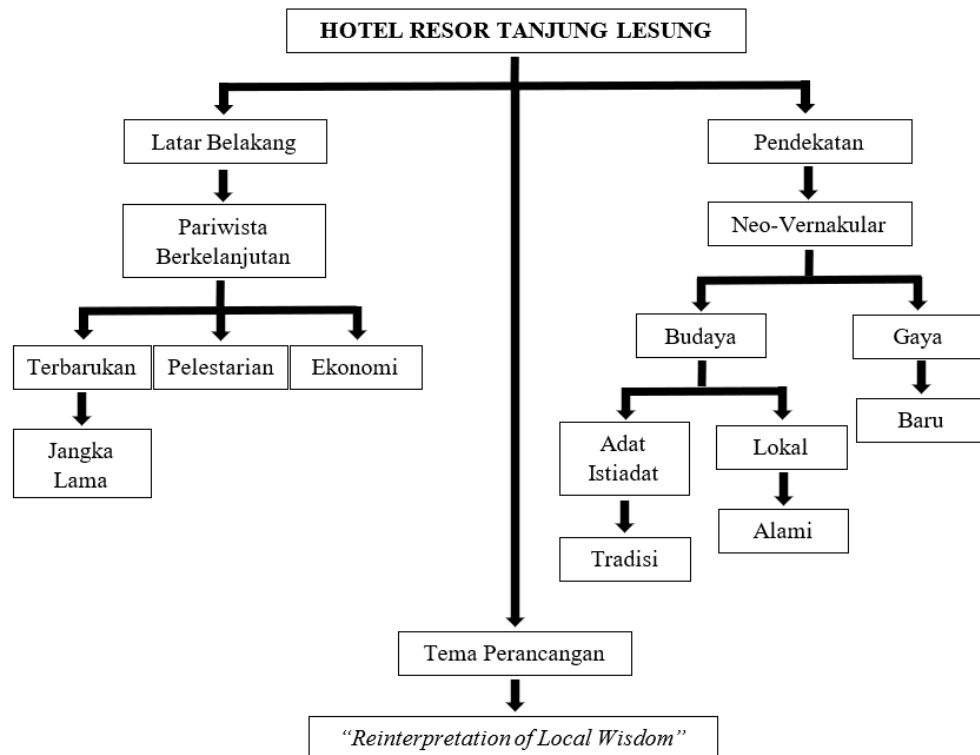 HOTEL RESOR TANJUNG LESUNG
Latar Belakang
Pendekatan
Pariwista
Berkelanjutan
Neo-Vernakular
Budaya
Gaya
Terbarukan
Pelestarian
Ekonomi
Baru
Jangka
Lama
Adat
Istiadat
Lokal
Alami
Tradisi
Tema Perancangan
“Reinterpretation of Local Wisdom”